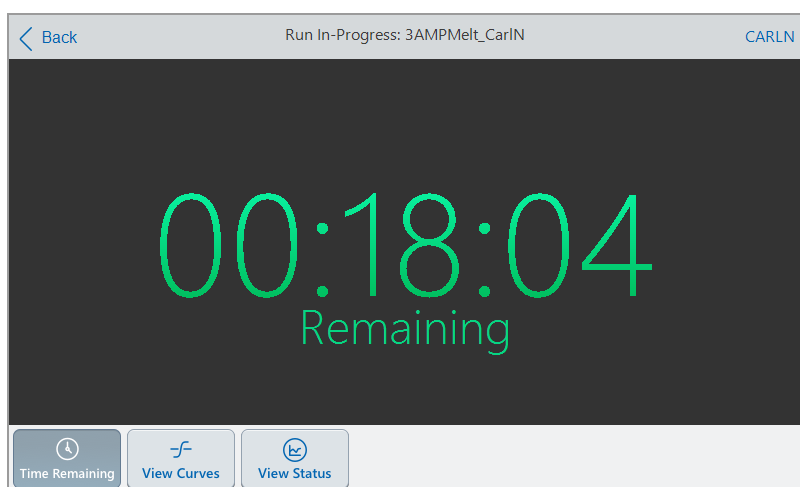 Back
Run In-Progress: 3AMPMelt_CarlN
CARLN
00:18:04
Remaining
Time Remaining
View Curves
View Status